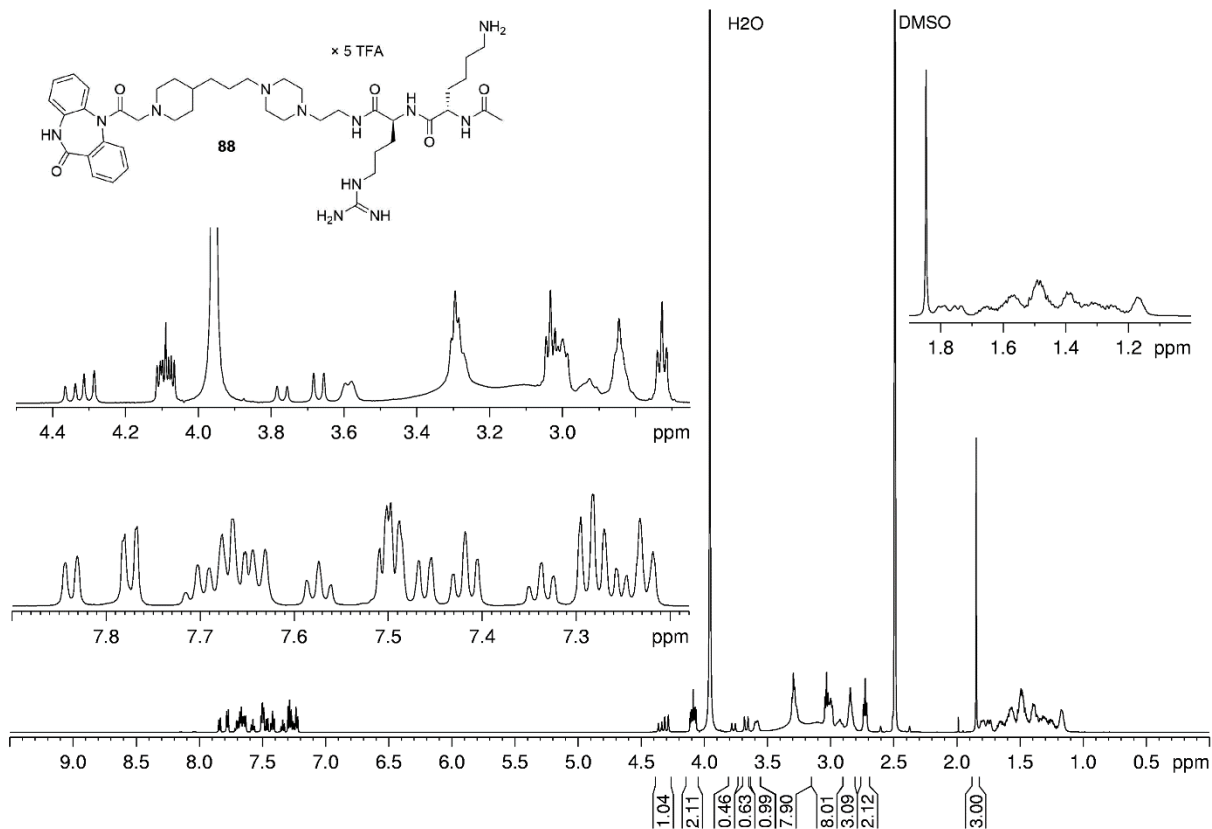 H2O
DMSO
NH2
× 5 TFA
O
N
N
N
N
H
O
H
N
O
N
H
O
N
HN
O
88
HN
H2N
NH
1.8 1.6 1.4 1.2 ppm
4.4 4.2 4.0 3.8 3.6 3.4 3.2 3.0 ppm
7.8 7.7 7.6 7.5 7.4 7.3 ppm
9.0 8.5 8.0 7.5 7.0 6.5 6.0 5.5 5.0 4.5 4.0 3.5 3.0 2.5 2.0 1.5 1.0 0.5 ppm
1.04 2.11 0.46 0.63 0.99 7.90 8.01 3.09 2.12 3.00